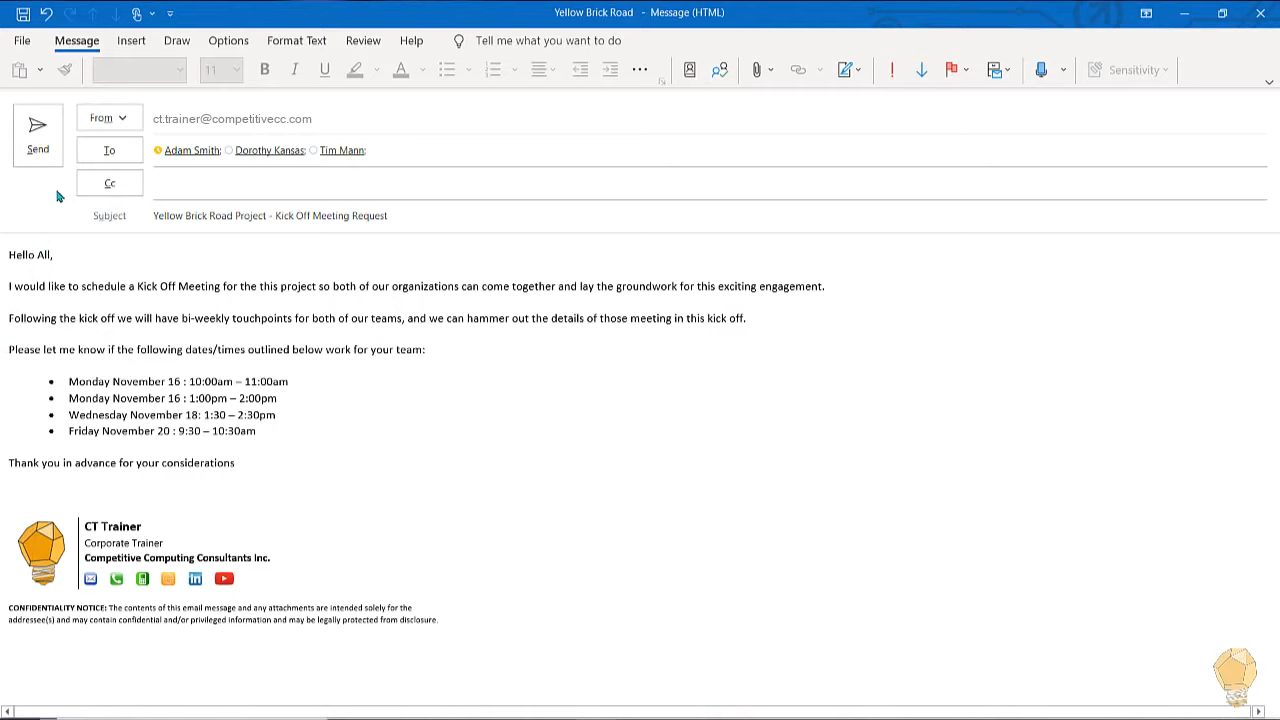 Yellow Brick Road - Message (HTML)
File Message Insert Draw Options Format Text Review Help Tell me what you want to do
11 Sensitivity
From ct.trainer@competitivecc.com
Send
To Adam Smith; Dorothy Kansas; Tim Mann;
Cc
Subject Yellow Brick Road Project - Kick Off Meeting Request
Hello All,
I would like to schedule a Kick Off Meeting for the this project so both of our organizations can come together and lay the groundwork for this exciting engagement.
Following the kick off we will have bi-weekly touchpoints for both of our teams, and we can hammer out the details of those meeting in this kick off.
Please let me know if the following dates/times outlined below work for your team:
• Monday November 16 : 10:00am – 11:00am
• Monday November 16 : 1:00pm – 2:00pm
• Wednesday November 18: 1:30 – 2:30pm
• Friday November 20 : 9:30 – 10:30am
Thank you in advance for your considerations
CT Trainer
Corporate Trainer
Competitive Computing Consultants Inc.
in
CONFIDENTIALITY NOTICE: The contents of this email message and any attachments are intended solely for the
addressee(s) and may contain confidential and/or privileged information and may be legally protected from disclosure.